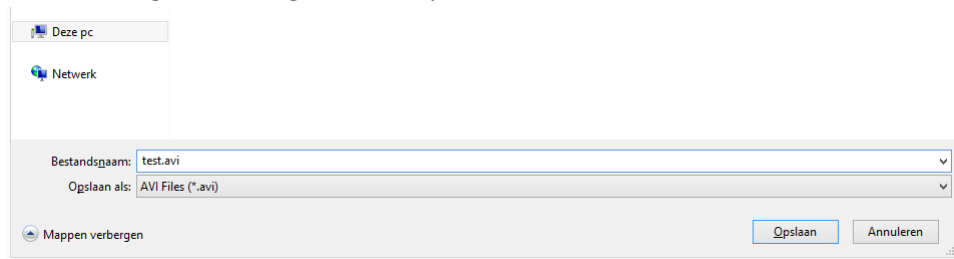 Deze pc
Netwerk
Bestandsnaam: test.avi
Opslaan als: AVI Files (*.avi)
Mappen verbergen
Opslaan Annuleren